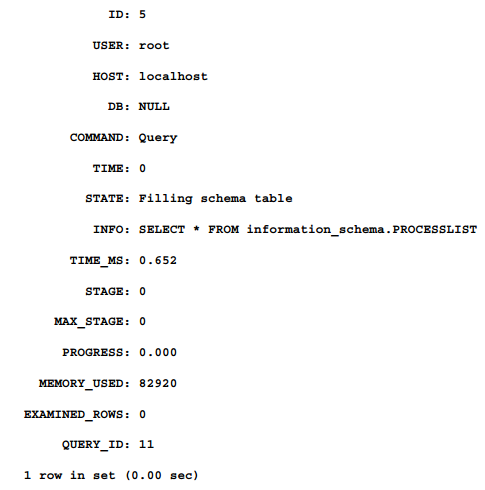 ID: 5
USER: root
HOST: localhost
DB: NULL
COMMAND: Query
TIME: 0
STATE: Filling schema table
INFO: SELECT * FROM information_schema.PROCESSLIST
TIME_MS: 0.652
STAGE: 0
MAX_STAGE: 0
PROGRESS: 0.000
MEMORY_USED: 82920
EXAMINED_ROWS: 0
QUERY_ID: 11
1 row in set (0.00 sec)